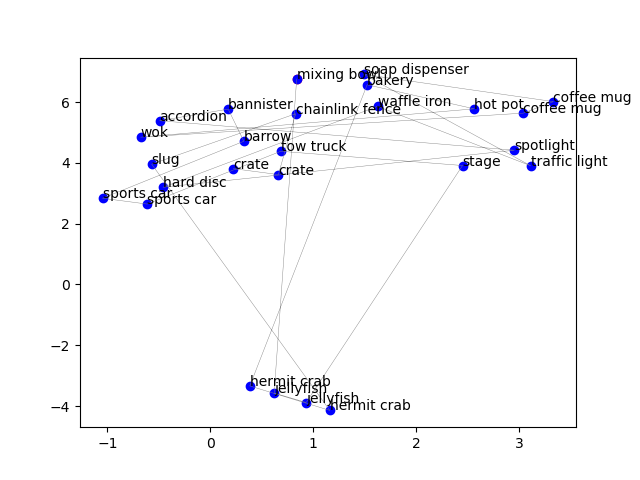 soap dispenser
mixing bowl
bakery
coffee mug
waffle iron
bannister
hot pot
chainlink fence
coffee mug
accordion
wok
barrow
tow truck
spotlight
slug
stage
traffic light
crate
crate
hard disc
sports car
sports car
hermit crab
jellyfish
jellyfish
hermit crab
6
4
2
0
−2
−4
−1
0
1
2
3